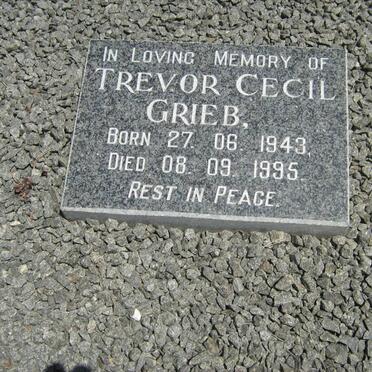 IN LOVING MEMORY OF
TREVOR CECIL
GRIEB,
BORN 27. 06. 1943.
DIED 08. 09. 1995.
REST IN PEACE.